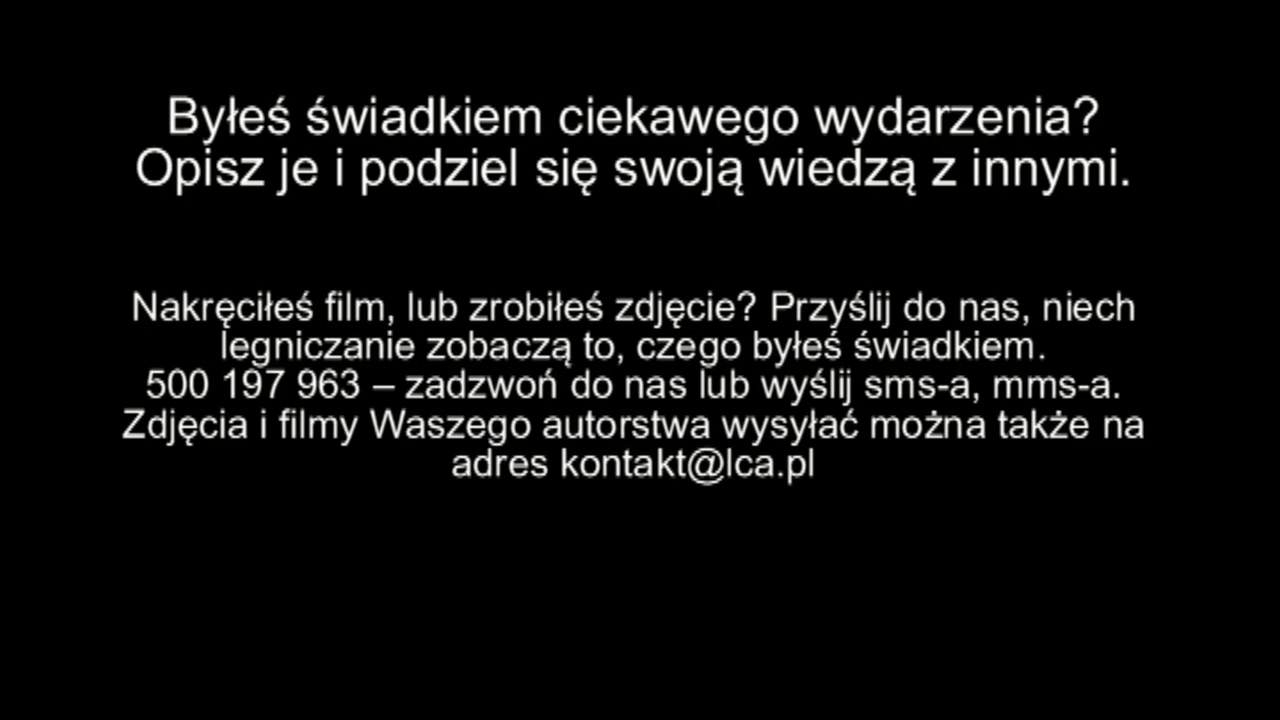 Byłeś świadkiem ciekawego wydarzenia?
Opisz je i podziel się swoją wiedzą z innymi.
Nakręciłeś film, lub zrobiłeś zdjęcie? Przyślij do nas, niech
legniczanie zobaczą to, czego byłeś świadkiem.
500 197 963 – zadzwoń do nas lub wyślij sms-a, mms-a.
Zdjęcia i filmy Waszego autorstwa wysyłać można także na
adres kontakt@lca.pl